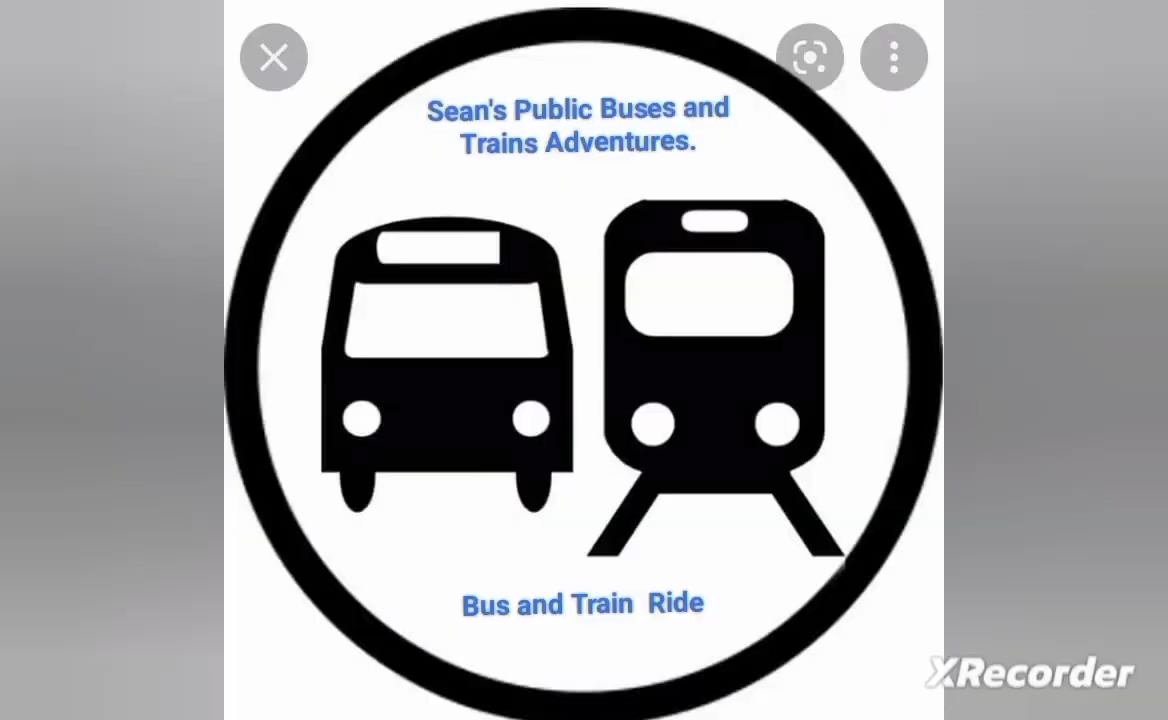 Sean's Public Buses and
Trains Adventures.
Bus and Train Ride
XRecorder